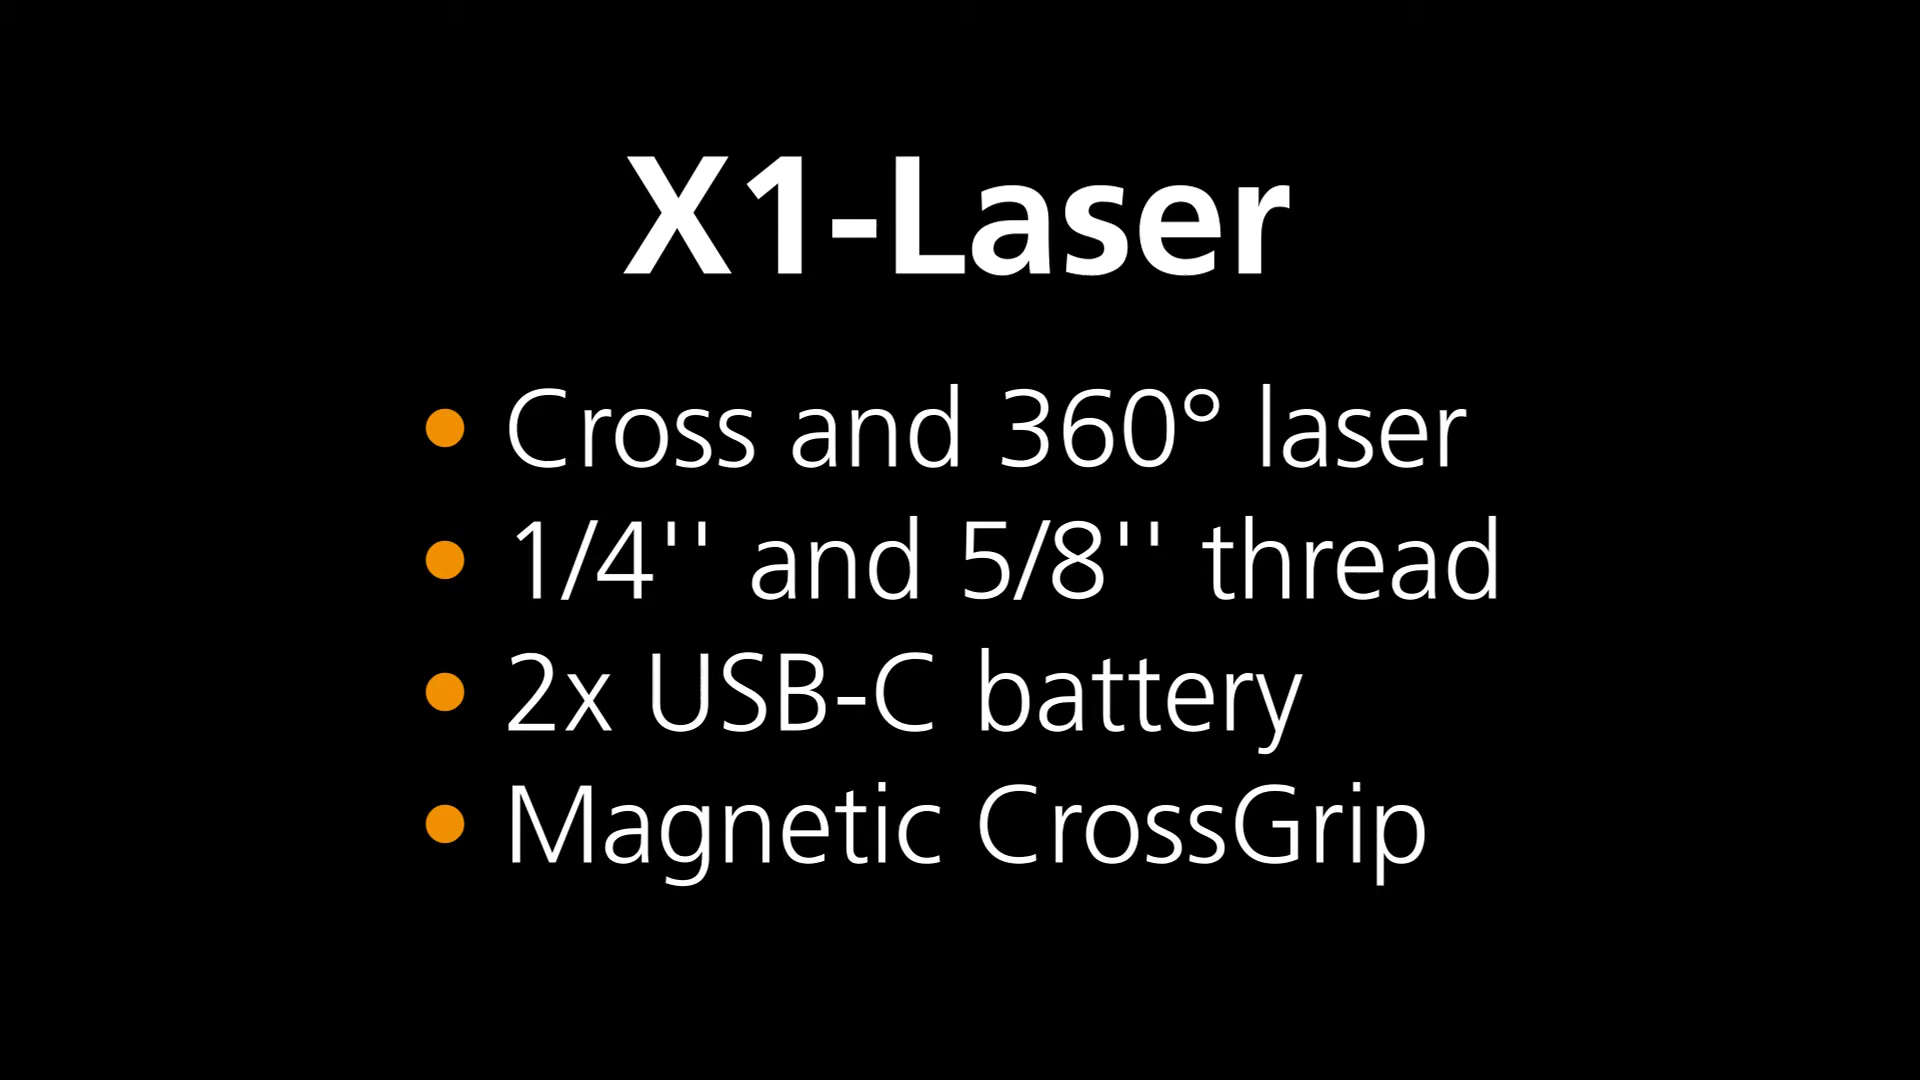 X1-Laser
• Cross and 360° laser
• 1/4'' and 5/8'' thread
• 2x USB-C battery
• Magnetic CrossGrip